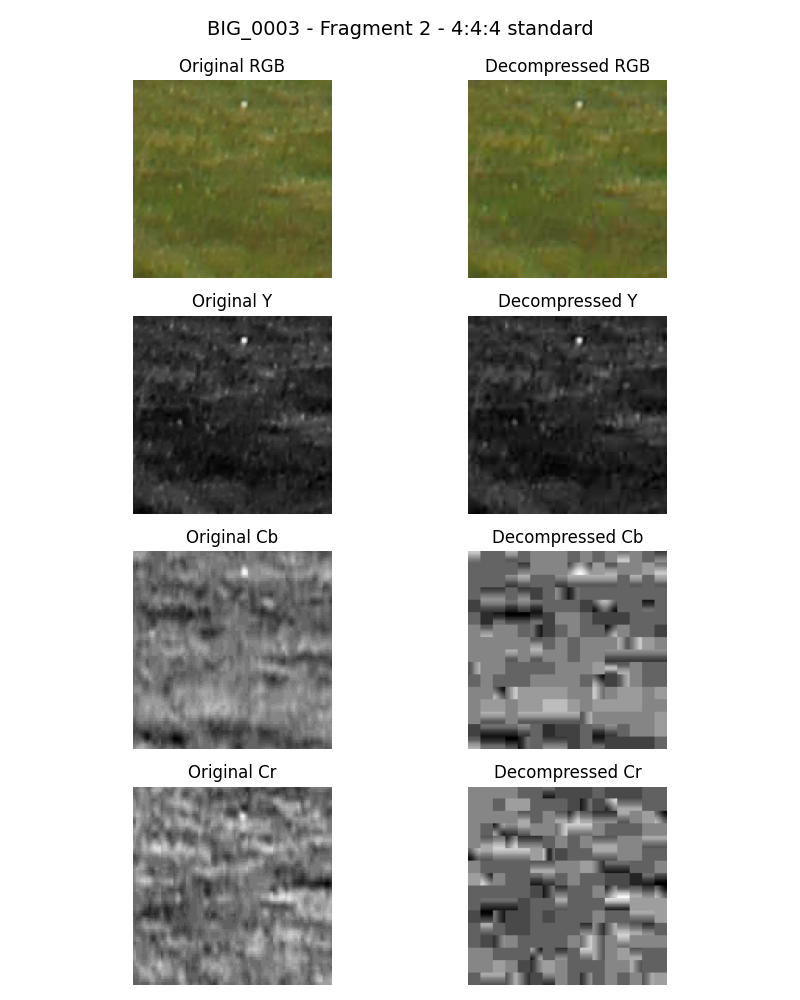 BIG_0003 - Fragment 2 - 4:4:4 standard
Original RGB
Decompressed RGB
Original Y
Decompressed Y
Original Cb
Decompressed Cb
Original Cr
Decompressed Cr